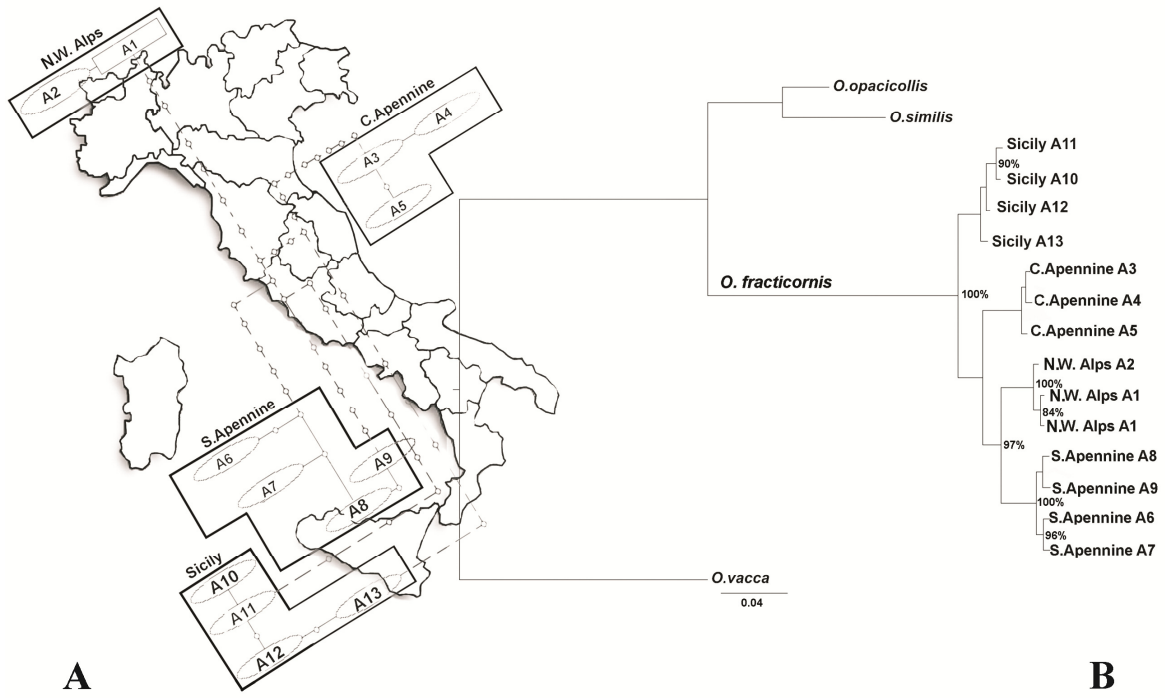 N.W. Alps
A1
A2
C.Apennine
A4
A3
A5
S.Apennine
A6
A7
A9
A8
Sicily
A10
A11
A13
A12
A
O.opacicollis
O.similis
Sicily A11
90%
Sicily A10
Sicily A12
Sicily A13
C.Apennine A3
O. fracticornis
100%
C.Apennine A4
C.Apennine A5
N.W. Alps A2
100%
N.W. Alps A1
84%
N.W. Alps A1
97%
S.Apennine A8
S.Apennine A9
100%
S.Apennine A6
96%
S.Apennine A7
O.vacca
0.04
B